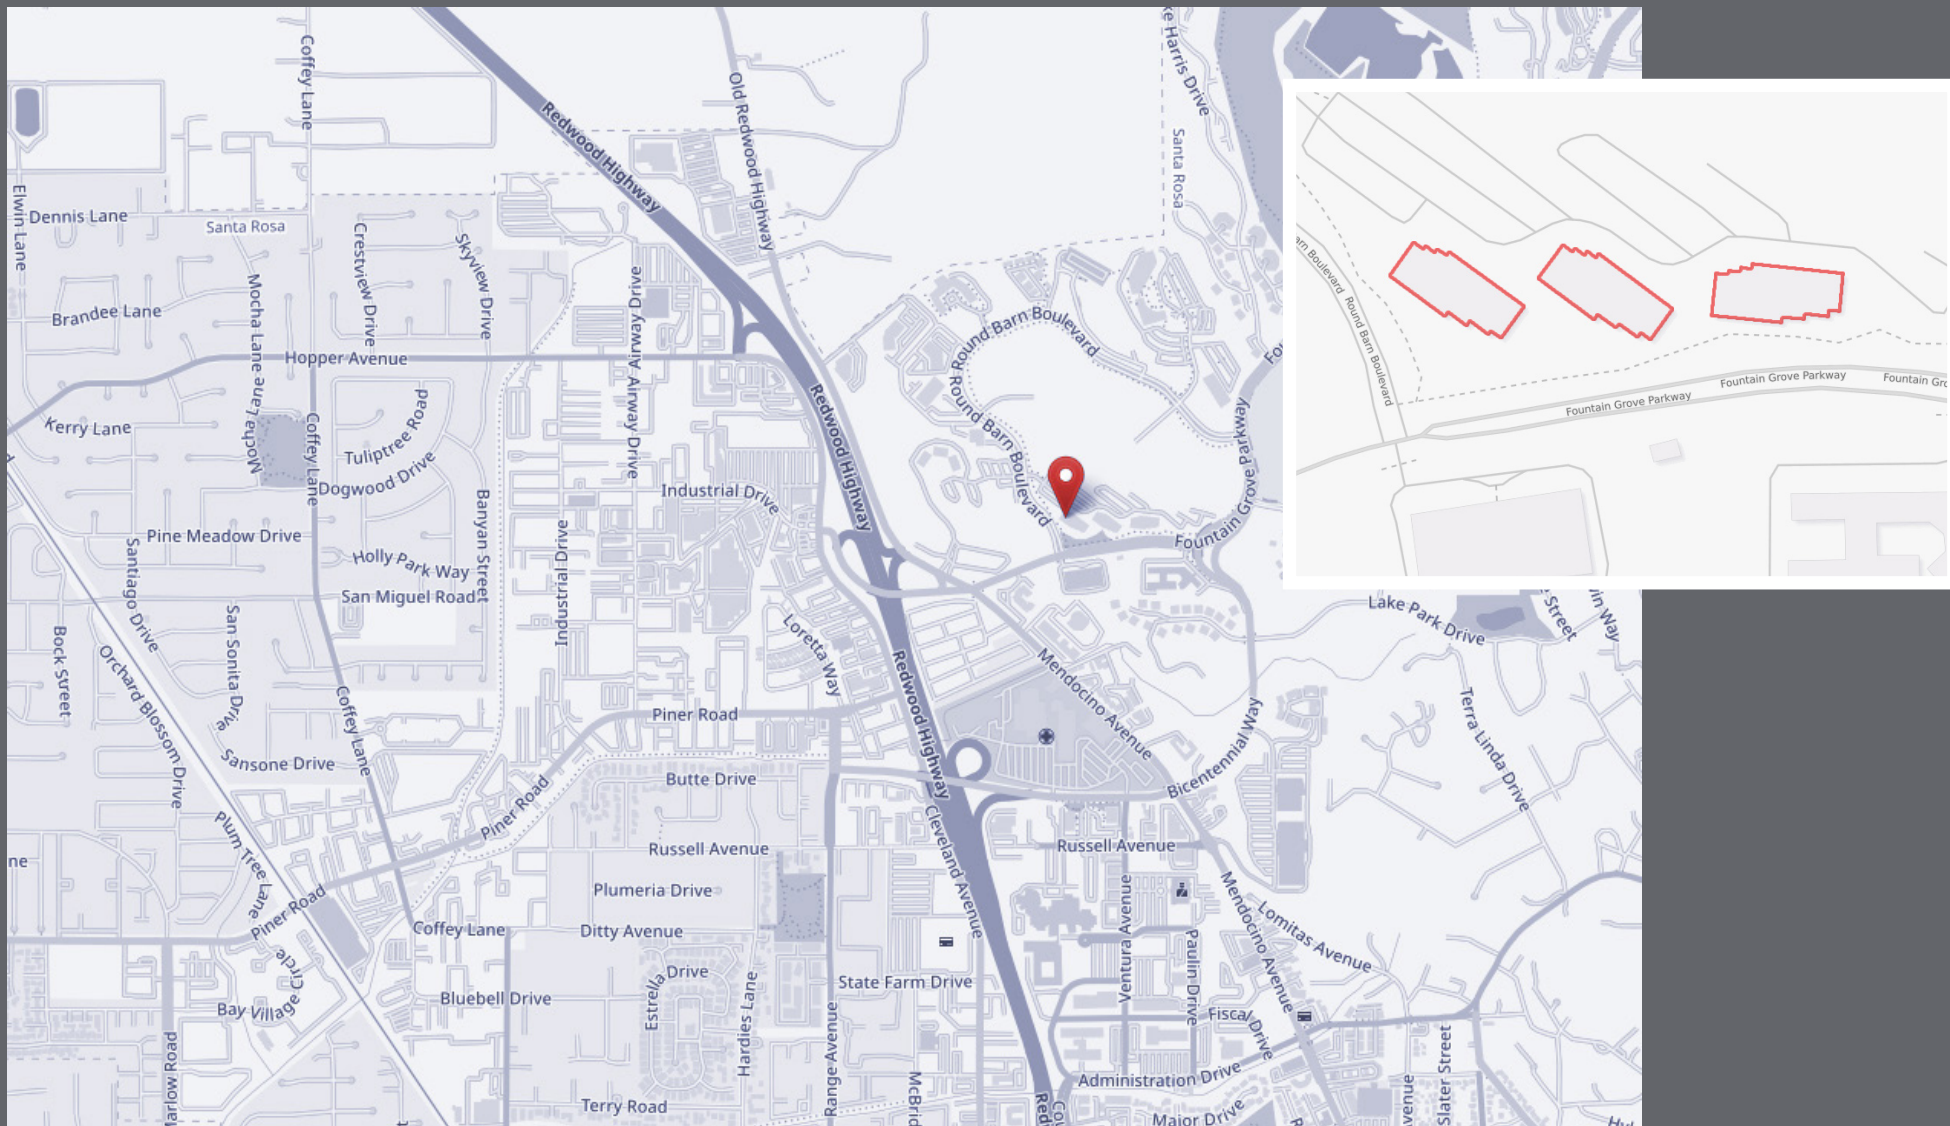 Coffey Lane
Redwood Highway
Old Redwood Highway
Harris Drive
Santa Rosa
Elwin Lane
Dennis Lane
Santa Rosa
Crestview Drive
Skyview Drive
Mocha Lane
Brandee Lane
Airway Drive
Airway Drive
Round Barn Boulevard
Hopper Avenue
Mocha Lane
Kerry Lane
Coffey Lane
Tuliptree Road
Dogwood Drive
Redwood Highway
Round Barn Boulevard
Fountain Grove Parkway
Industrial Drive
Banyan Street
Pine Meadow Drive
Santiago Drive
Holly Park Way
San Miguel Road
Industrial Drive
Bock Street
San Sonita Drive
Orchard Blossom Drive
Loretta Way
Redwood Highway
Mendocino Avenue
Coffey Lane
Piner Road
Sansone Drive
Butte Drive
Bicentennial Way
Lake Park Drive
Street
Way
Terra Linda Drive
Plum Tree Lane
Piner Road
Cleveland Avenue
Russell Avenue
Russell Avenue
Plumeria Drive
Ventura Avenue
Mendocino Avenue
Lomitas Avenue
Piner Road
Coffey Lane
Ditty Avenue
Paulin Drive
Circle
Bay Village
Bluebell Drive
Estrella Drive
Hardies Lane
State Farm Drive
Range Avenue
Fiscal Drive
Slater Street
Administration Drive
Terry Road
Major Drive
Boulevard
Round Barn Boulevard
Fountain Grove Parkway
Fountain Grove Parkway
Fountain